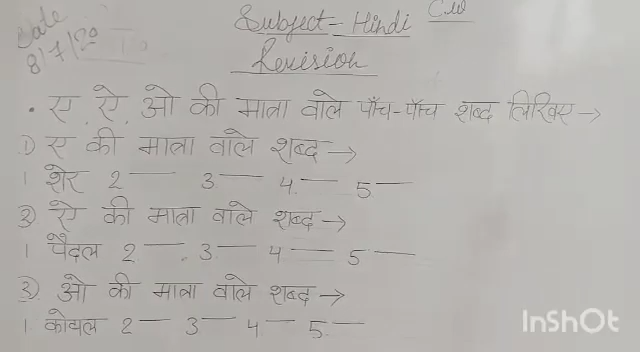 Subject - Hindi C.W
Date
8/7/20
Revision
• ए, ऐ, ओ की मात्रा वाले पाँच-पाँच शब्द लिखिए →
1) ए की मात्रा वाले शब्द →
1 शेर 2 — 3. — 4. — 5. —
2) ऐ की मात्रा वाले शब्द →
1 पैदल 2. — . 3. — 4 — 5 —
3) ओ की मात्रा वाले शब्द →
1. कोयल 2 — 3 — 4 — 5. —
InShOt